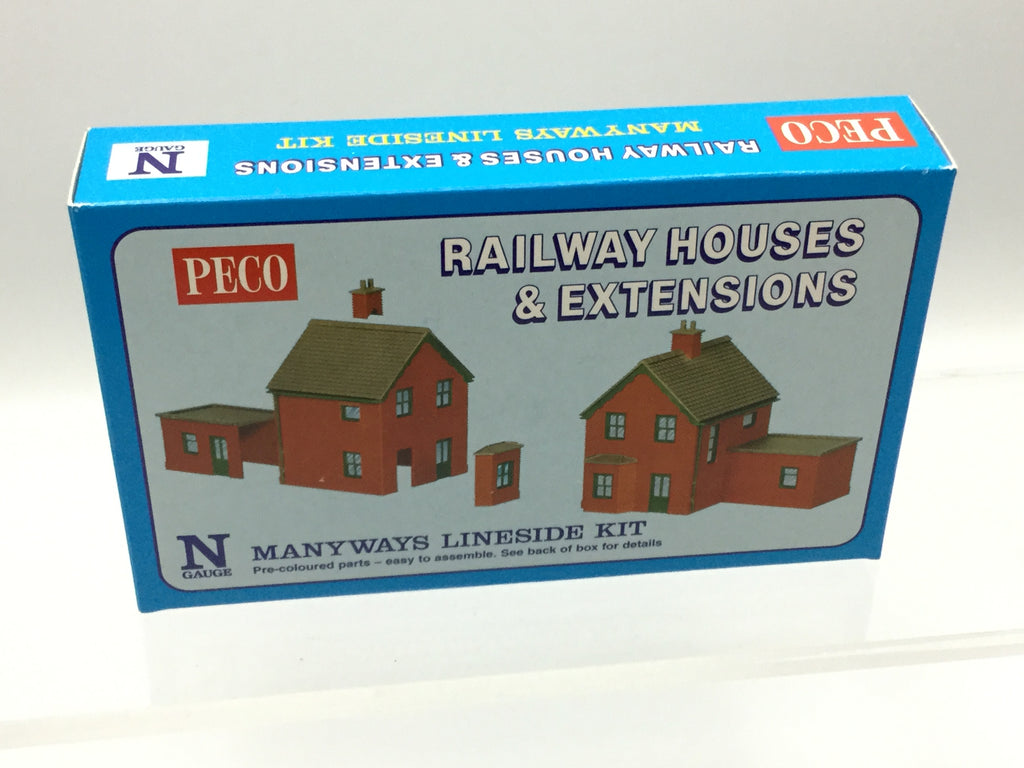 PECO
MANYWAYS LINESIDE KIT
RAILWAY HOUSES & EXTENSIONS
N
GAUGE
PECO
RAILWAY HOUSES
& EXTENSIONS
N
GAUGE
MANYWAYS LINESIDE KIT
Pre-coloured parts – easy to assemble. See back of box for details